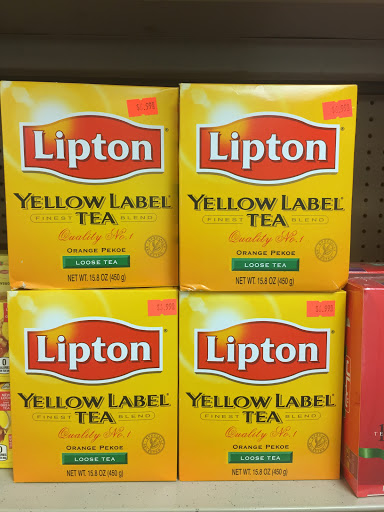 Lipton
YELLOW LABEL
TEA
FINEST BLEND
Quality No. 1
ORANGE PEKOE
LOOSE TEA
NET WT. 15.8 OZ (450 g)
Lipton
YELLOW LABEL
TEA
FINEST BLEND
Quality No. 1
ORANGE PEKOE
LOOSE TEA
NET WT. 15.8 OZ (450 g)
Lipton
YELLOW LABEL
TEA
FINEST BLEND
Quality No. 1
ORANGE PEKOE
LOOSE TEA
NET WT. 15.8 OZ (450 g)
Lipton
YELLOW LABEL
TEA
FINEST BLEND
Quality No. 1
ORANGE PEKOE
LOOSE TEA
NET WT. 15.8 OZ (450 g)